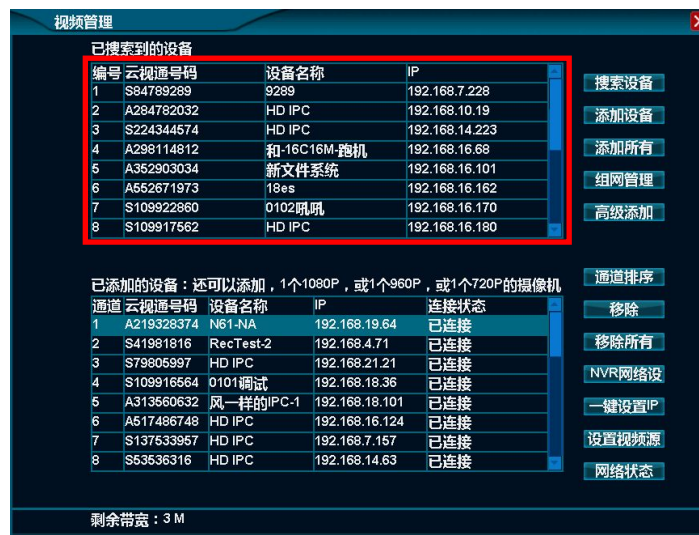 视频管理
已搜索到的设备
编号 云视通号码 设备名称 IP
1 S84789289 9289 192.168.7.228
2 A284782032 HD IPC 192.168.10.19
3 S224344574 HD IPC 192.168.14.223
4 A298114812 和-16C16M-跑机 192.168.16.68
5 A352903034 新文件系统 192.168.16.101
6 A552671973 18es 192.168.16.162
7 S109922860 0102吼吼 192.168.16.170
8 S109917562 HD IPC 192.168.16.180
搜索设备
添加设备
添加所有
组网管理
高级添加
已添加的设备：还可以添加，1个1080P，或1个960P，或1个720P的摄像机
通道 云视通号码 设备名称 IP 连接状态
1 A219328374 N61-NA 192.168.19.64 已连接
2 S41981816 RecTest-2 192.168.4.71 已连接
3 S79805997 HD IPC 192.168.21.21 已连接
4 S109916564 0101调试 192.168.18.36 已连接
5 A313560632 风一样的IPC-1 192.168.18.101 已连接
6 A517486748 HD IPC 192.168.16.124 已连接
7 S137533957 HD IPC 192.168.7.157 已连接
8 S53536316 HD IPC 192.168.14.63 已连接
通道排序
移除
移除所有
NVR网络设
一键设置IP
设置视频源
网络状态
剩余带宽：3 M